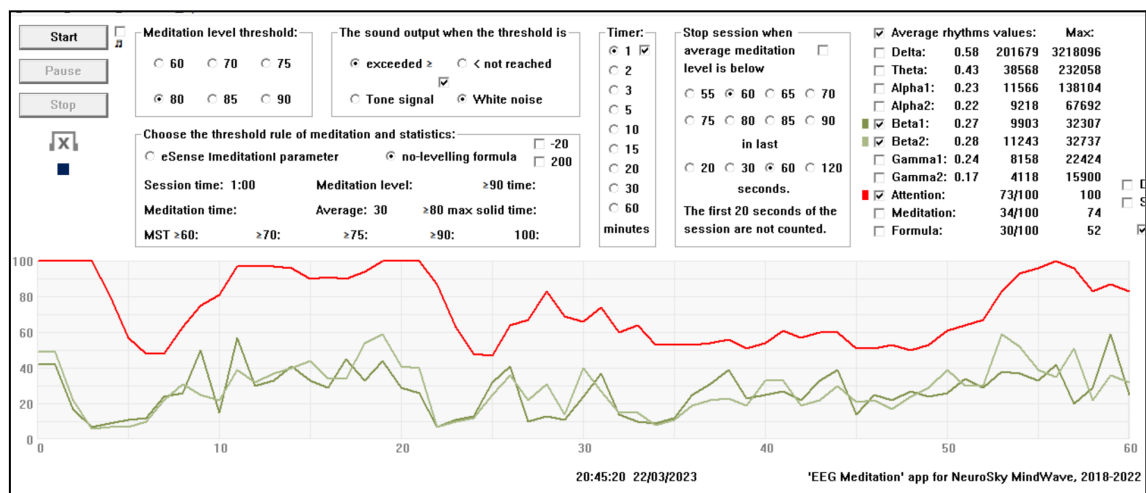 Start
Pause
Stop
Meditation level threshold:
60 70 75
80 85 90
The sound output when the threshold is
exceeded ≥ < not reached
Tone signal White noise
Choose the threshold rule of meditation and statistics:
-20
eSense [meditation] parameter no-levelling formula
200
Session time: 1:00 Meditation level: ≥90 time:
Meditation time: Average: 30 ≥80 max solid time:
MST ≥60: ≥70: ≥75: ≥90: 100:
Timer:
1
2
3
5
10
15
20
30
60
minutes
Stop session when
average meditation
level is below
55 60 65 70
75 80 85 90
in last
20 30 60 120
seconds.
The first 20 seconds of the
session are not counted.
Average rhythms values: Max:
Delta: 0.58 201679 3218096
Theta: 0.43 38568 232058
Alpha1: 0.23 11566 138104
Alpha2: 0.22 9218 67692
Beta1: 0.27 9903 32307
Beta2: 0.28 11243 32737
Gamma1: 0.24 8158 22424
Gamma2: 0.17 4118 15900
Attention: 73/100 100
Meditation: 34/100 74
Formula: 30/100 52
100
80
60
40
20
0
0 10 20 30 40 50 60
20:45:20 22/03/2023 'EEG Meditation' app for NeuroSky MindWave, 2018-2022